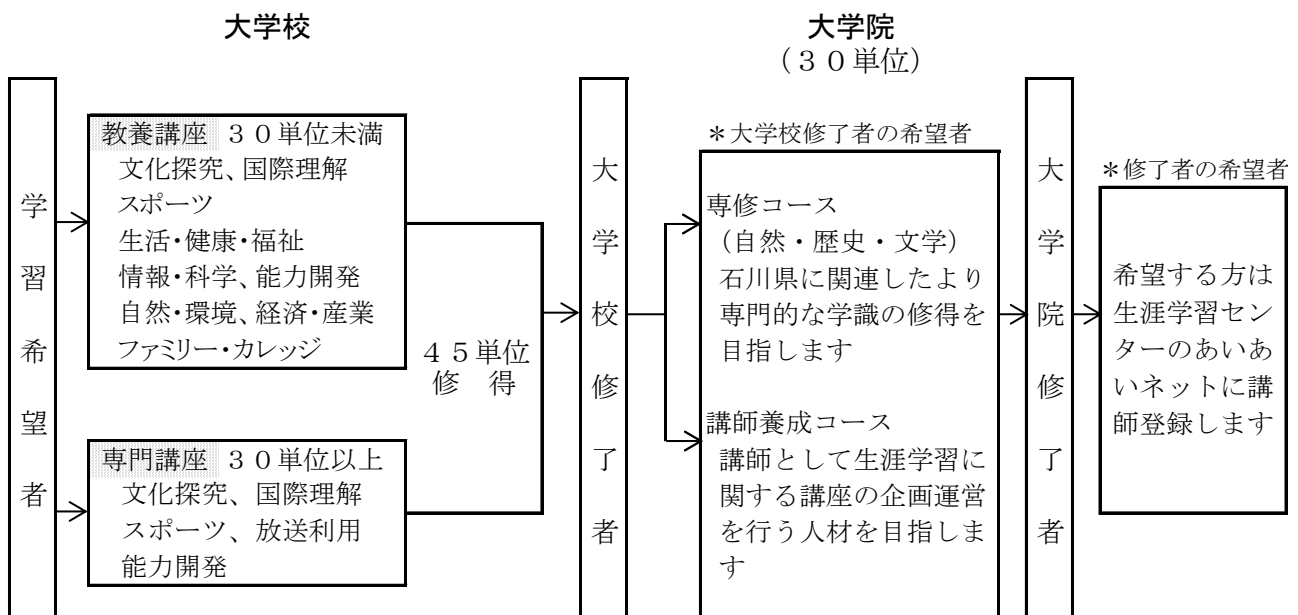 大学校
大学院
(３０単位)
学習希望者
教養講座 ３０単位未満
文化探究、国際理解
スポーツ
生活・健康・福祉
情報・科学、能力開発
自然・環境、経済・産業
ファミリー・カレッジ
専門講座 ３０単位以上
文化探究、国際理解
スポーツ、放送利用
能力開発
４５単位
修 得
大学校修了者
＊大学校修了者の希望者
専修コース
(自然・歴史・文学)
石川県に関連したより
専門的な学識の修得を
目指します
講師養成コース
講師として生涯学習に
関する講座の企画運営
を行う人材を目指しま
す
大学院修了者
＊修了者の希望者
希望する方は
生涯学習セン
ターのあいあ
いネットに講
師登録します